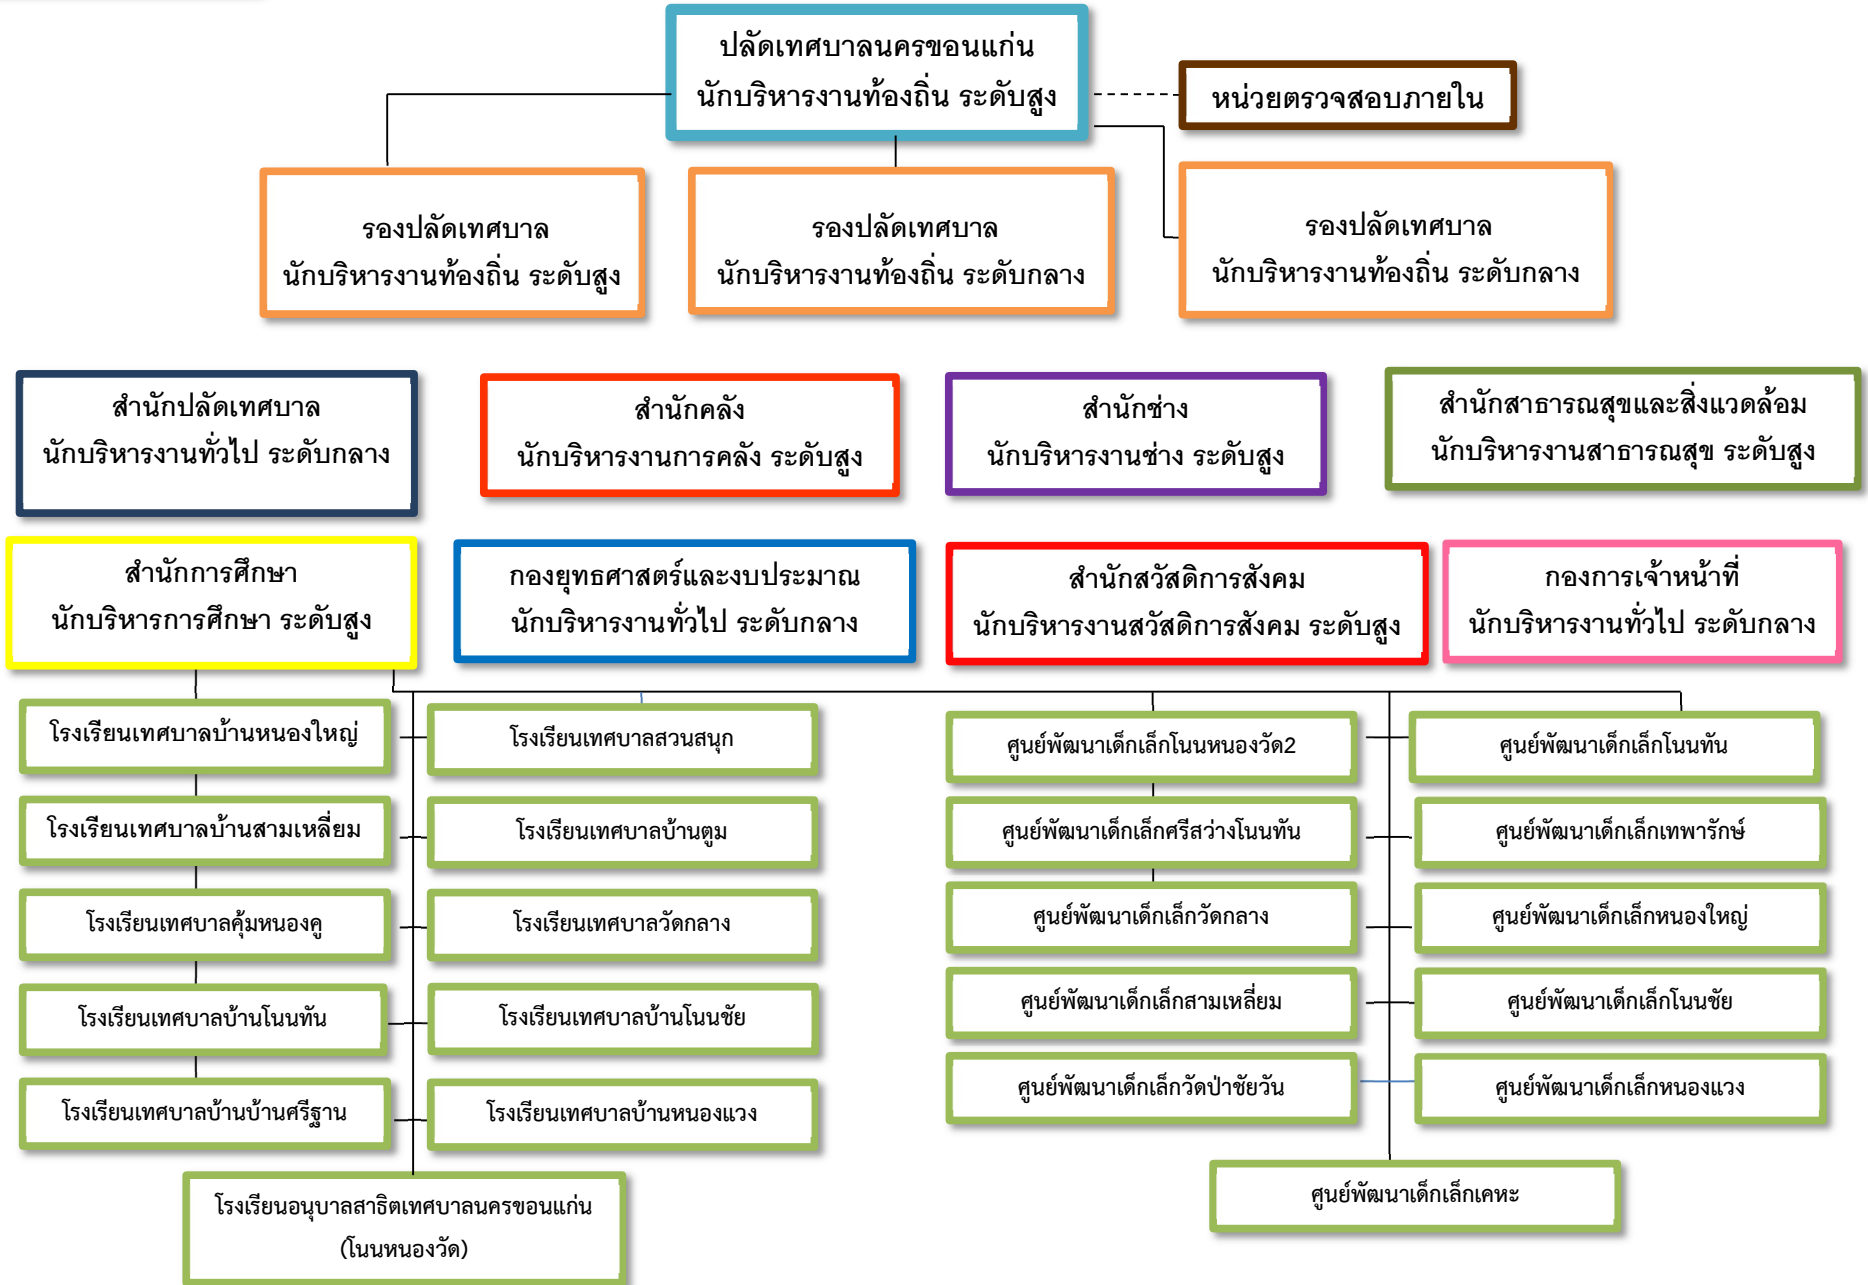 ปลัดเทศบาลนครขอนแก่น
นักบริหารงานท้องถิ่น ระดับสูง
หน่วยตรวจสอบภายใน
รองปลัดเทศบาล
นักบริหารงานท้องถิ่น ระดับสูง
รองปลัดเทศบาล
นักบริหารงานท้องถิ่น ระดับกลาง
รองปลัดเทศบาล
นักบริหารงานท้องถิ่น ระดับกลาง
สำนักปลัดเทศบาล
นักบริหารงานทั่วไป ระดับกลาง
สำนักคลัง
นักบริหารงานการคลัง ระดับสูง
สำนักช่าง
นักบริหารงานช่าง ระดับสูง
สำนักสาธารณสุขและสิ่งแวดล้อม
นักบริหารงานสาธารณสุข ระดับสูง
สำนักการศึกษา
นักบริหารการศึกษา ระดับสูง
กองยุทธศาสตร์และงบประมาณ
นักบริหารงานทั่วไป ระดับกลาง
สำนักสวัสดิการสังคม
นักบริหารงานสวัสดิการสังคม ระดับสูง
กองการเจ้าหน้าที่
นักบริหารงานทั่วไป ระดับกลาง
โรงเรียนเทศบาลบ้านหนองใหญ่
โรงเรียนเทศบาลสวนสนุก
ศูนย์พัฒนาเด็กเล็กโนนหนองวัด2
ศูนย์พัฒนาเด็กเล็กโนนทัน
โรงเรียนเทศบาลบ้านสามเหลี่ยม
โรงเรียนเทศบาลบ้านตูม
ศูนย์พัฒนาเด็กเล็กศรีสว่างโนนทัน
ศูนย์พัฒนาเด็กเล็กเทพารักษ์
โรงเรียนเทศบาลคุ้มหนองคู
โรงเรียนเทศบาลวัดกลาง
ศูนย์พัฒนาเด็กเล็กวัดกลาง
ศูนย์พัฒนาเด็กเล็กหนองใหญ่
โรงเรียนเทศบาลบ้านโนนทัน
โรงเรียนเทศบาลบ้านโนนชัย
ศูนย์พัฒนาเด็กเล็กสามเหลี่ยม
ศูนย์พัฒนาเด็กเล็กโนนชัย
โรงเรียนเทศบาลบ้านบ้านศรีฐาน
โรงเรียนเทศบาลบ้านหนองแวง
ศูนย์พัฒนาเด็กเล็กวัดป่าชัยวัน
ศูนย์พัฒนาเด็กเล็กหนองแวง
โรงเรียนอนุบาลสาธิตเทศบาลนครขอนแก่น
(โนนหนองวัด)
ศูนย์พัฒนาเด็กเล็กเคหะ